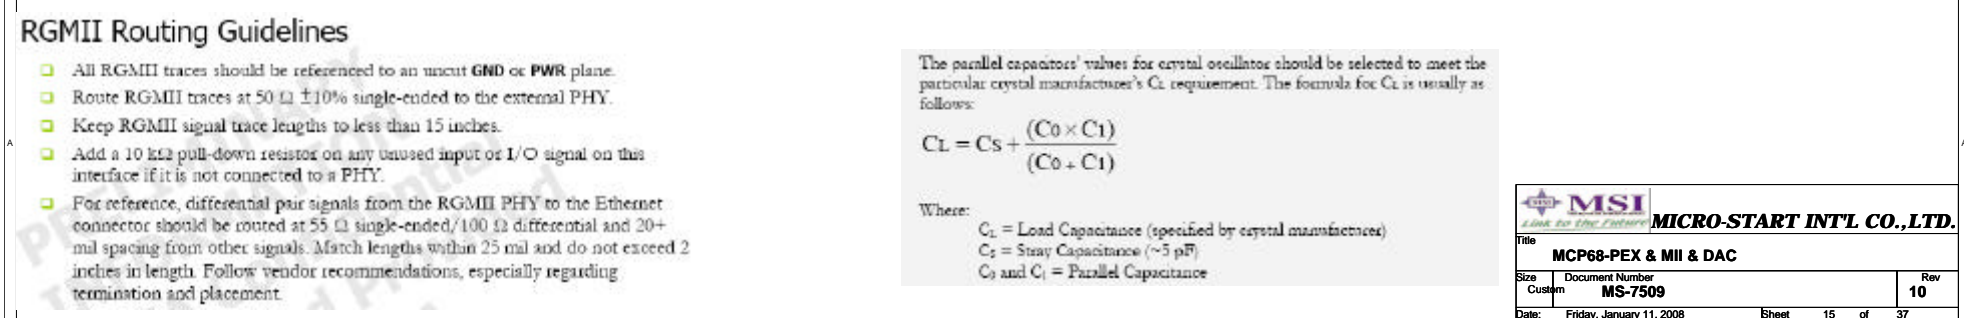 RGMII Routing Guidelines
All RGMII traces should be referenced to an uncut GND or PWR plane.
Route RGMII traces at 50 Ω ±10% single-ended to the external PHY.
Keep RGMII signal trace lengths to less than 15 inches.
Add a 10 kΩ pull-down resistor on any unused input or I/O signal on this
interface if it is not connected to a PHY.
For reference, differential pair signals from the RGMII PHY to the Ethernet
connector should be routed at 55 Ω single-ended/100 Ω differential and 20+
mil spacing from other signals. Match lengths within 25 mil and do not exceed 2
inches in length. Follow vendor recommendations, especially regarding
termination and placement.
The parallel capacitors' values for crystal oscillator should be selected to meet the
particular crystal manufacturer's CL requirement. The formula for CL is usually as
follows:
CL = CS + (C0 × C1) / (C0 + C1)
Where:
CL = Load Capacitance (specified by crystal manufacturer)
CS = Stray Capacitance (~5 pF)
C0 and C1 = Parallel Capacitance
A
A
MSI
Link to the Future
MICRO-START INT'L CO.,LTD.
Title
MCP68-PEX & MII & DAC
Size
Document Number
Rev
Custom
MS-7509
10
Date: Friday, January 11, 2008 Sheet 15 of 37